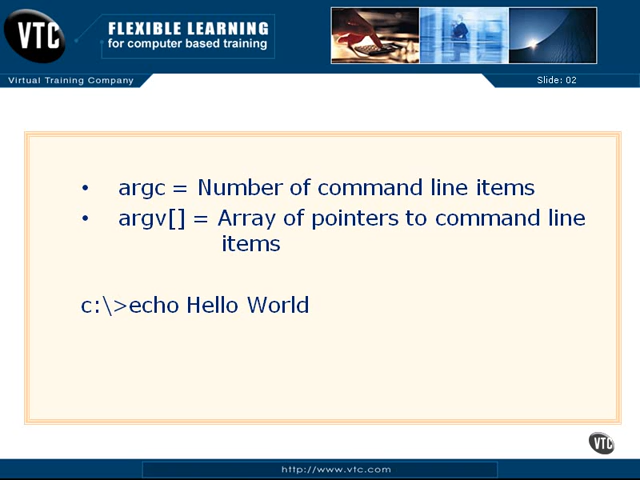 VTC
FLEXIBLE LEARNING
for computer based training
Virtual Training Company
Slide: 02
• argc = Number of command line items
• argv[] = Array of pointers to command line
items
c:\>echo Hello World
VTC
http://www.vtc.com